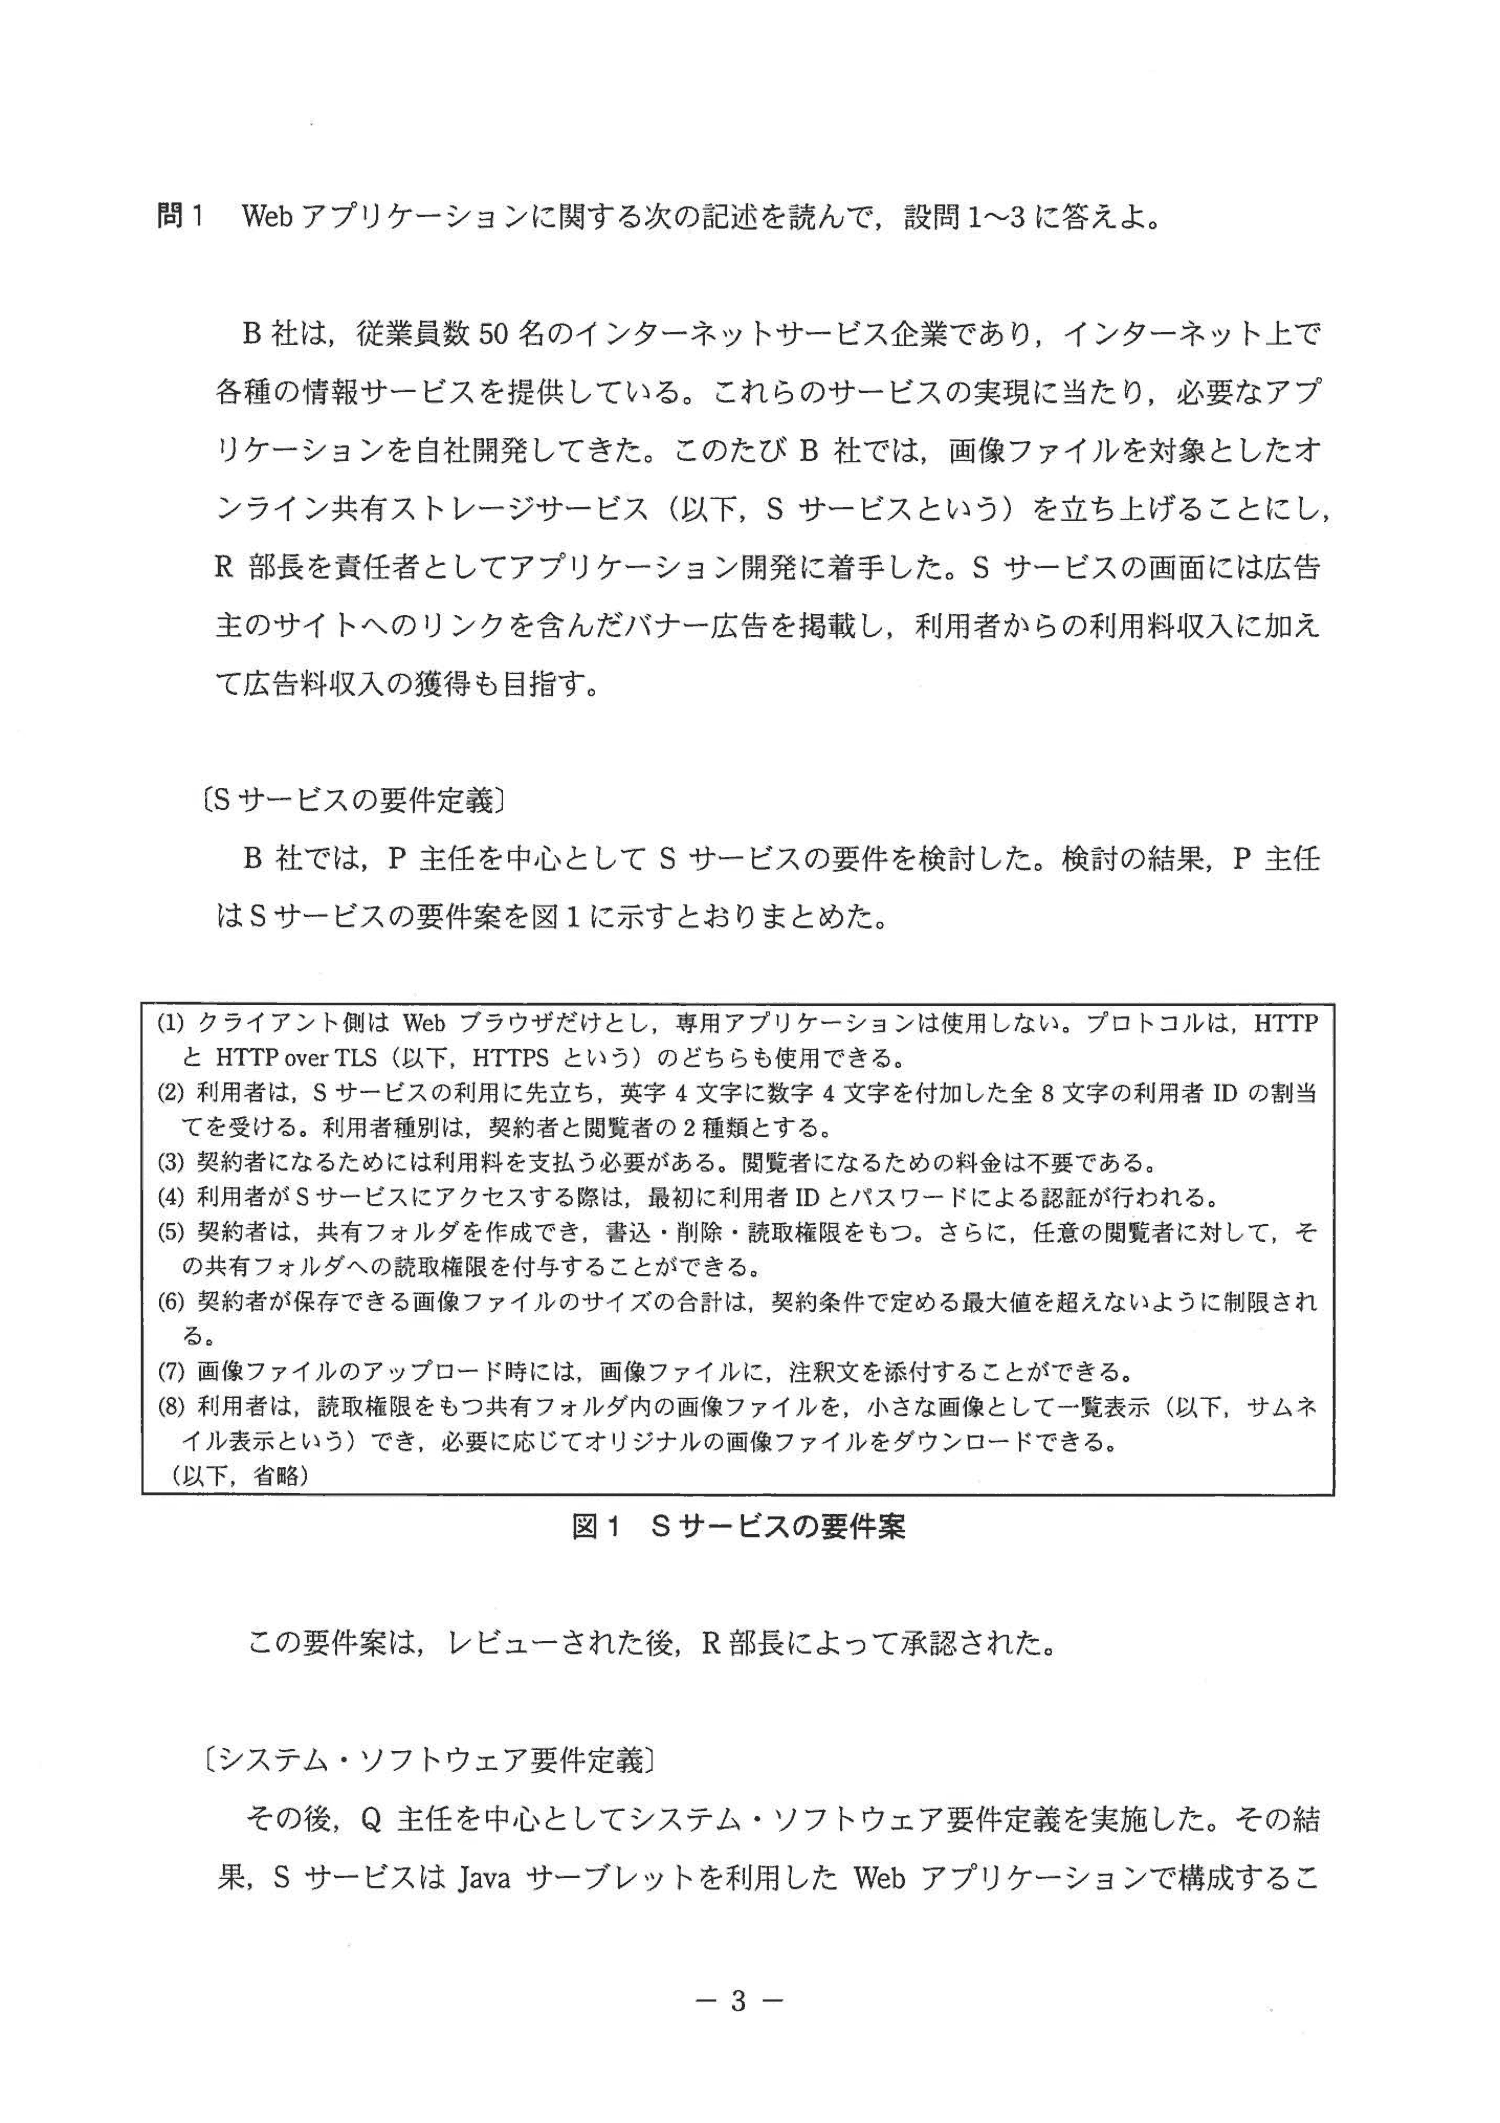 問1　Web アプリケーションに関する次の記述を読んで，設問 1～3 に答えよ。
B 社は，従業員数 50 名のインターネットサービス企業であり，インターネット上で
各種の情報サービスを提供している。これらのサービスの実現に当たり，必要なアプ
リケーションを自社開発してきた。このたび B 社では，画像ファイルを対象としたオ
ンライン共有ストレージサービス（以下，S サービスという）を立ち上げることにし，
R 部長を責任者としてアプリケーション開発に着手した。S サービスの画面には広告
主のサイトへのリンクを含んだバナー広告を掲載し，利用者からの利用料収入に加え
て広告料収入の獲得も目指す。
〔S サービスの要件定義〕
B 社では，P 主任を中心として S サービスの要件を検討した。検討の結果，P 主任
は S サービスの要件案を図 1 に示すとおりまとめた。
(1) クライアント側は Web ブラウザだけとし，専用アプリケーションは使用しない。プロトコルは，HTTP
と HTTP over TLS（以下，HTTPS という）のどちらも使用できる。
(2) 利用者は，S サービスの利用に先立ち，英字 4 文字に数字 4 文字を付加した全 8 文字の利用者 ID の割当
てを受ける。利用者種別は，契約者と閲覧者の 2 種類とする。
(3) 契約者になるためには利用料を支払う必要がある。閲覧者になるための料金は不要である。
(4) 利用者が S サービスにアクセスする際は，最初に利用者 ID とパスワードによる認証が行われる。
(5) 契約者は，共有フォルダを作成でき，書込・削除・読取権限をもつ。さらに，任意の閲覧者に対して，そ
の共有フォルダへの読取権限を付与することができる。
(6) 契約者が保存できる画像ファイルのサイズの合計は，契約条件で定める最大値を超えないように制限され
る。
(7) 画像ファイルのアップロード時には，画像ファイルに，注釈文を添付することができる。
(8) 利用者は，読取権限をもつ共有フォルダ内の画像ファイルを，小さな画像として一覧表示（以下，サムネ
イル表示という）でき，必要に応じてオリジナルの画像ファイルをダウンロードできる。
（以下，省略）
図 1　S サービスの要件案
この要件案は，レビューされた後，R 部長によって承認された。
〔システム・ソフトウェア要件定義〕
その後，Q 主任を中心としてシステム・ソフトウェア要件定義を実施した。その結
果，S サービスは Java サーブレットを利用した Web アプリケーションで構成するこ
－ 3 －